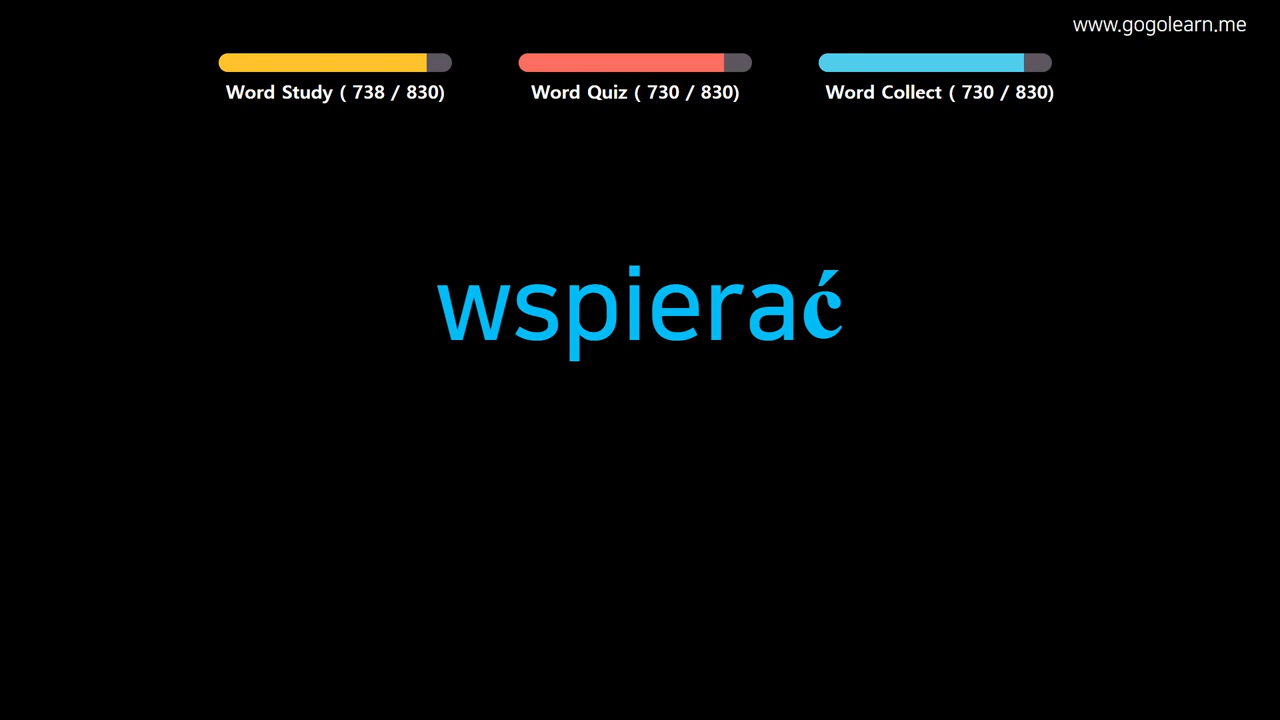 www.gogolearn.me
Word Study ( 738 / 830)
Word Quiz ( 730 / 830)
Word Collect ( 730 / 830)
wspierać